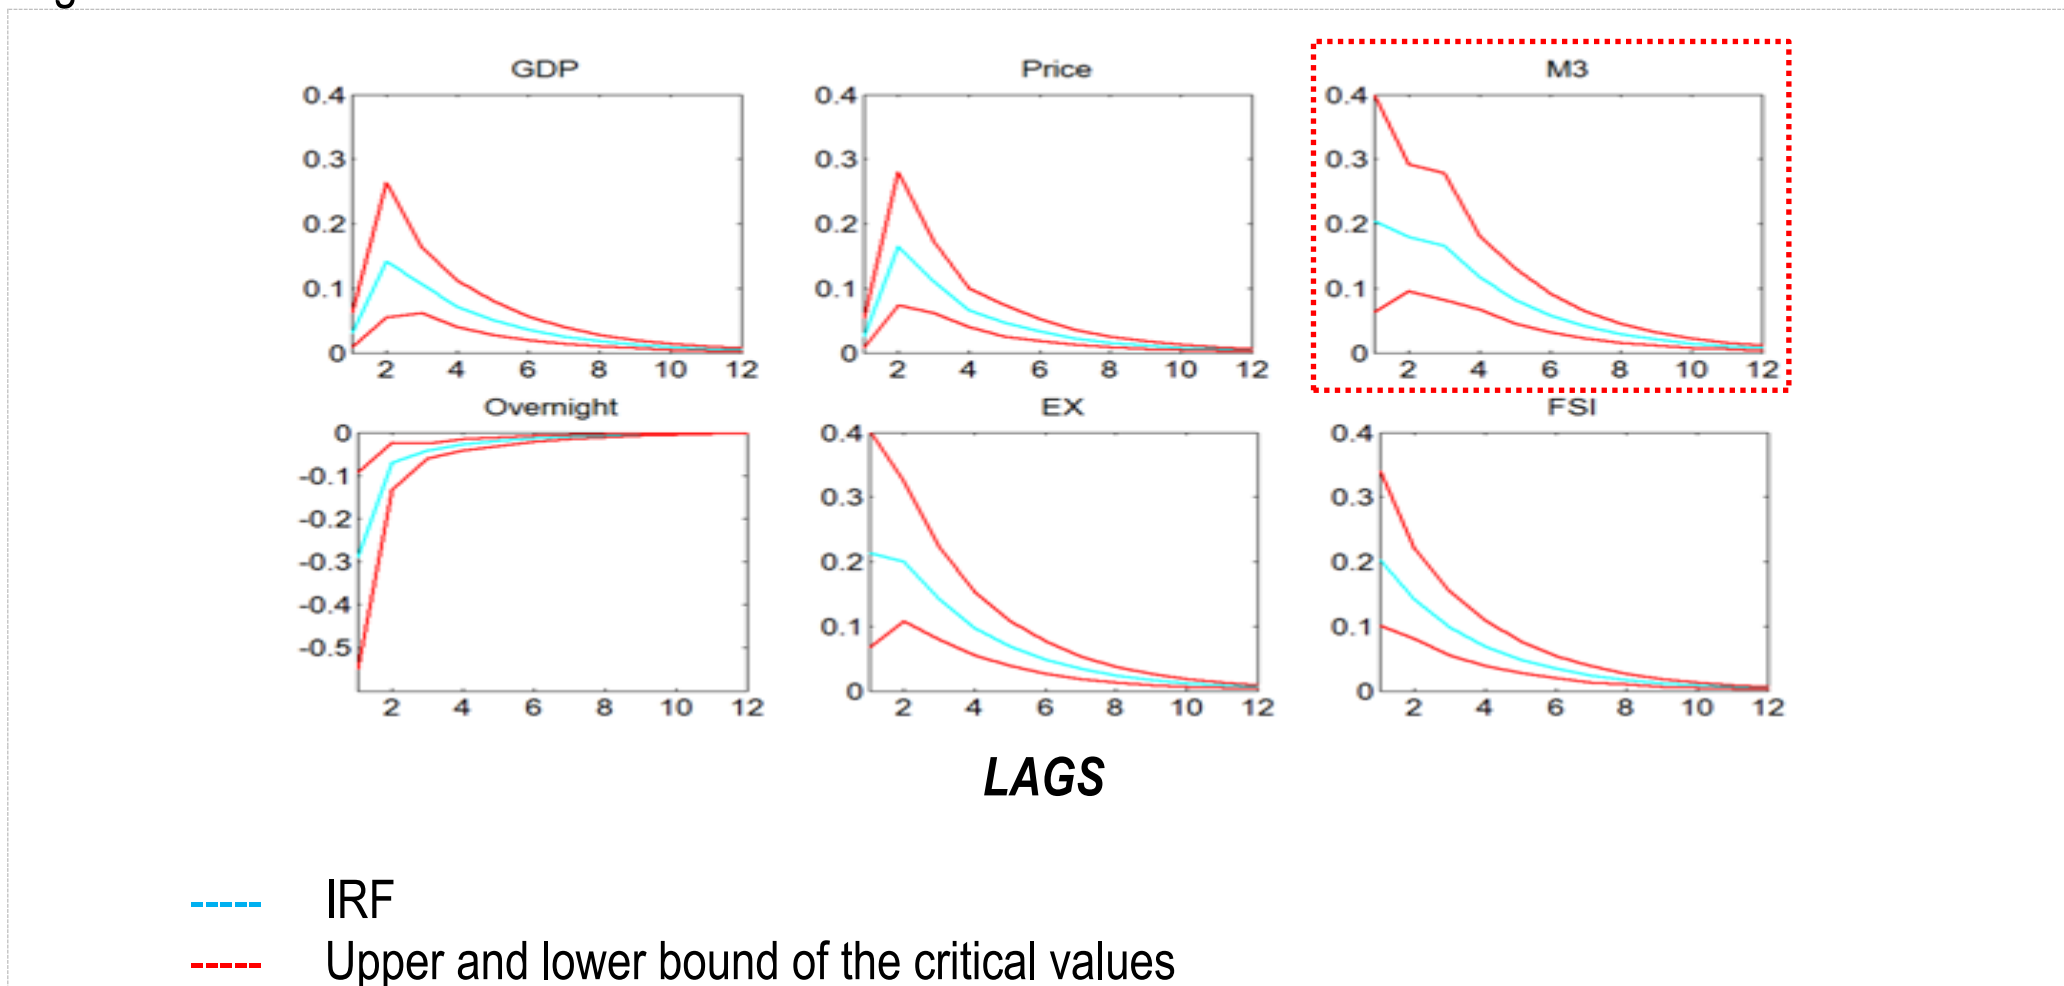 GDP Price M3
0.4 0.4 0.4
0.3 0.3 0.3
0.2 0.2 0.2
0.1 0.1 0.1
0 0 0
2 4 6 8 10 12 2 4 6 8 10 12 2 4 6 8 10 12
Overnight EX FSI
0 0.4 0.4
-0.1 0.3 0.3
-0.2 0.2 0.2
-0.3 0.1 0.1
-0.4 0 0
-0.5
2 4 6 8 10 12 2 4 6 8 10 12 2 4 6 8 10 12
LAGS
----- IRF
----- Upper and lower bound of the critical values